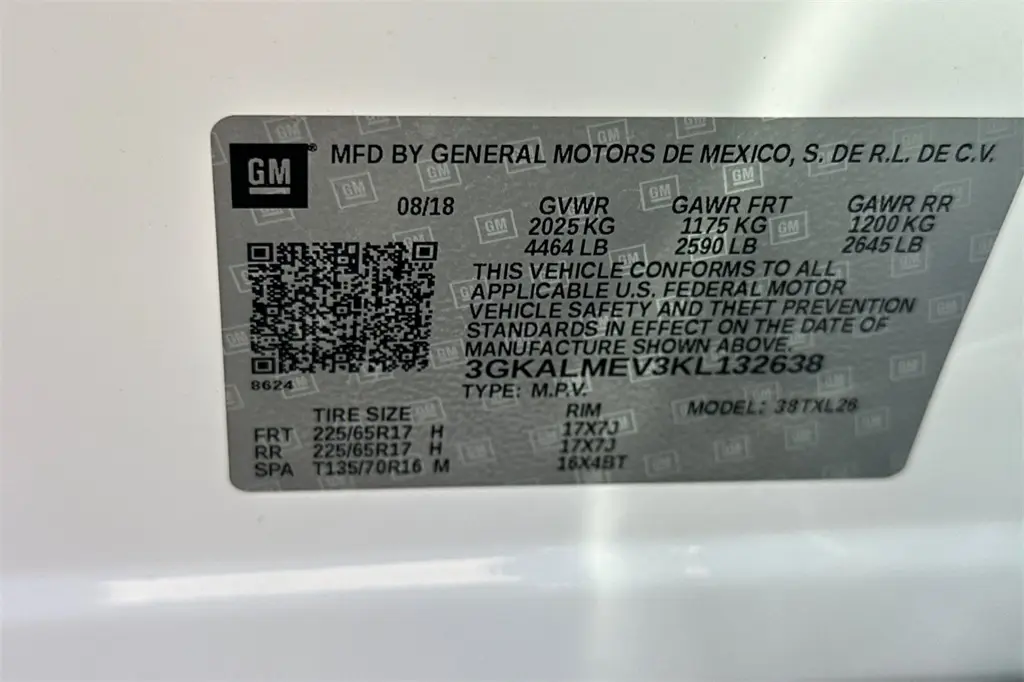 GM® MFD BY GENERAL MOTORS DE MEXICO, S. DE R.L. DE C.V.
08/18 GVWR GAWR FRT GAWR RR
2025 KG 1175 KG 1200 KG
4464 LB 2590 LB 2645 LB
THIS VEHICLE CONFORMS TO ALL
APPLICABLE U.S. FEDERAL MOTOR
VEHICLE SAFETY AND THEFT PREVENTION
STANDARDS IN EFFECT ON THE DATE OF
MANUFACTURE SHOWN ABOVE.
3GKALMEV3KL132638
8624
TYPE: M.P.V.
TIRE SIZE RIM MODEL: 38TXL26
FRT 225/65R17 H 17X7J
RR 225/65R17 H 17X7J
SPA T135/70R16 M 16X4BT